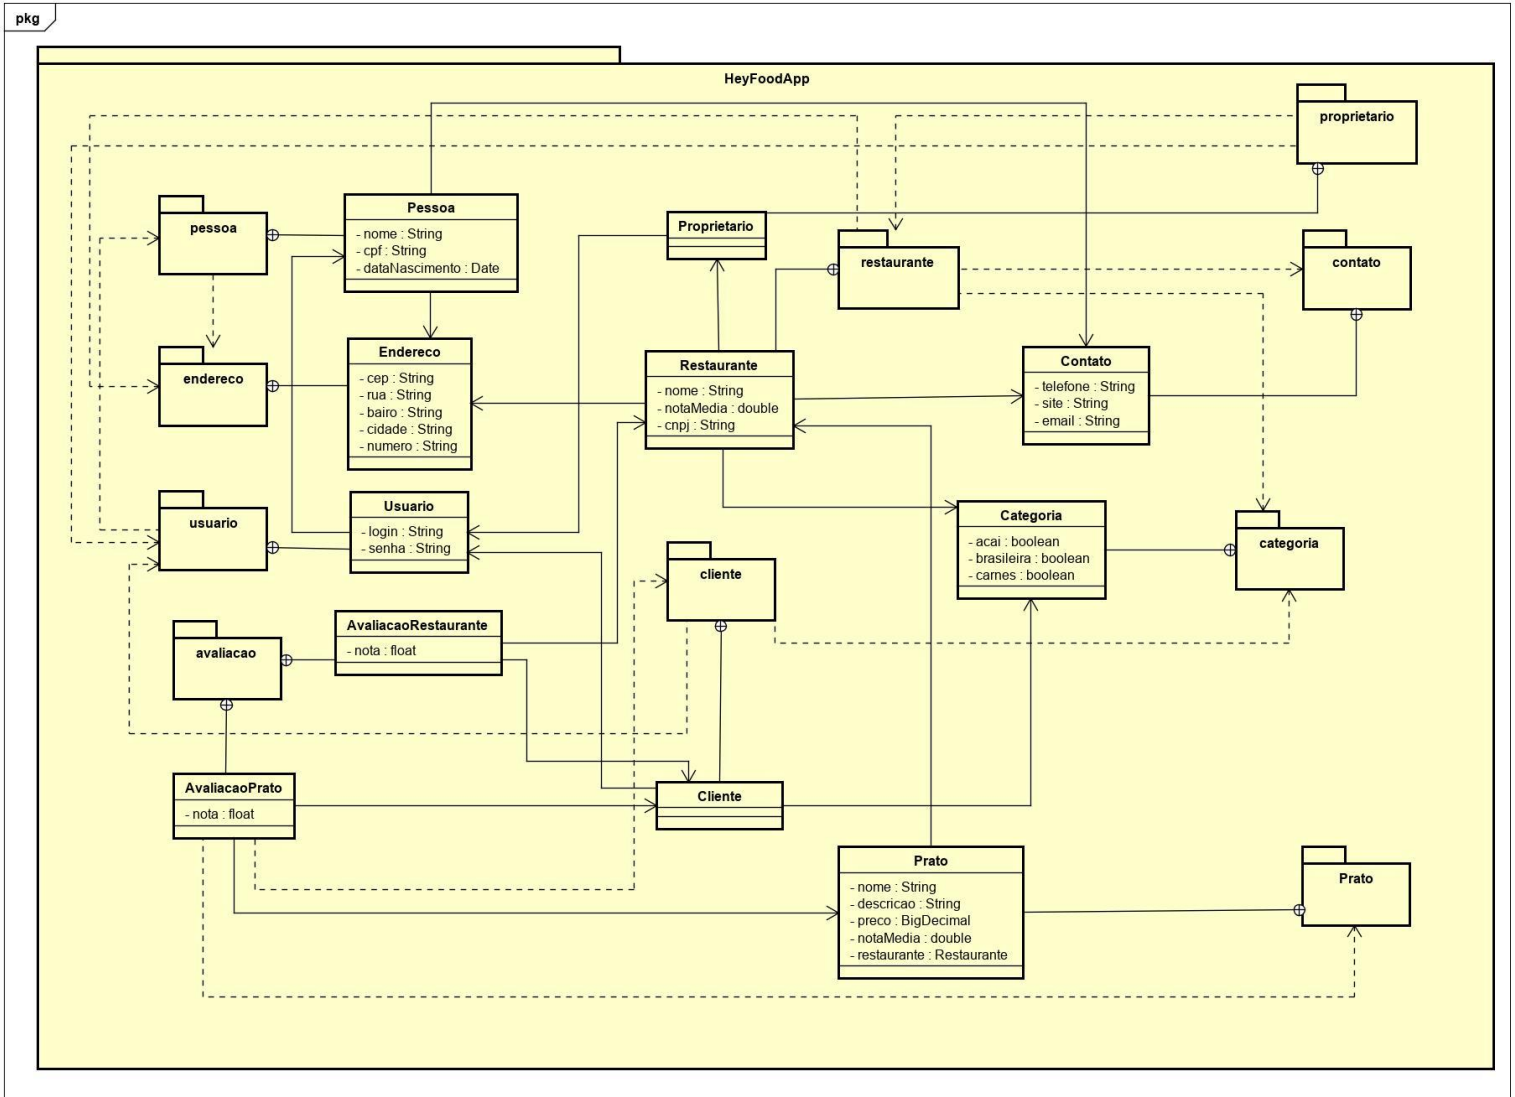 pkg
HeyFoodApp
proprietario
pessoa
Pessoa
- nome : String
- cpf : String
- dataNascimento : Date
Proprietario
restaurante
contato
endereco
Endereco
- cep : String
- rua : String
- bairo : String
- cidade : String
- numero : String
Restaurante
- nome : String
- notaMedia : double
- cnpj : String
Contato
- telefone : String
- site : String
- email : String
usuario
Usuario
- login : String
- senha : String
cliente
Categoria
- acai : boolean
- brasileira : boolean
- carnes : boolean
categoria
avaliacao
AvaliacaoRestaurante
- nota : float
AvaliacaoPrato
- nota : float
Cliente
Prato
- nome : String
- descricao : String
- preco : BigDecimal
- notaMedia : double
- restaurante : Restaurante
Prato